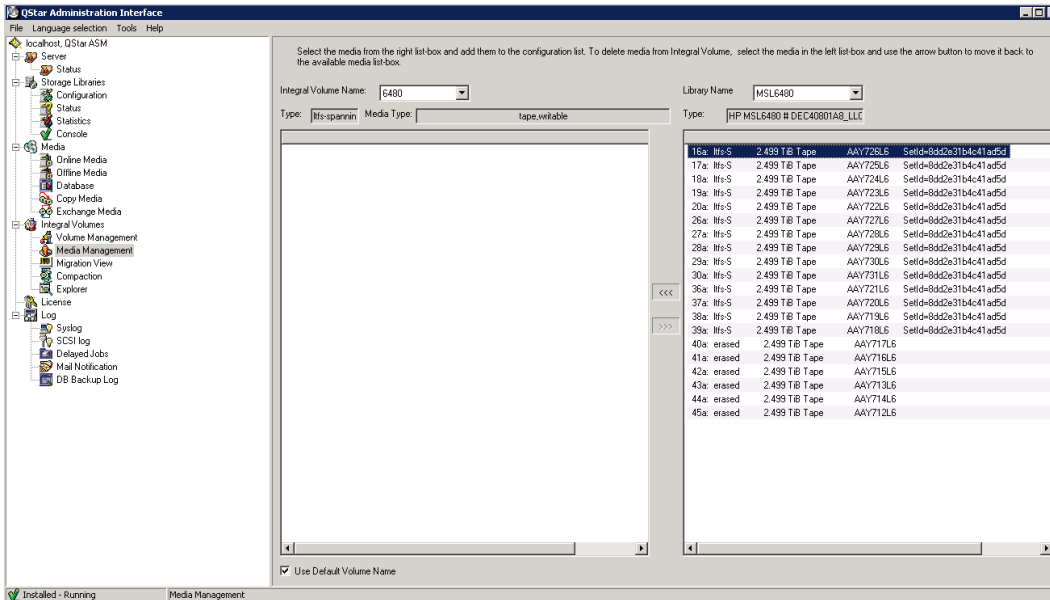 QStar Administration Interface
File Language selection Tools Help
localhost, QStar ASM
Server
Status
Storage Libraries
Configuration
Status
Statistics
Console
Media
Online Media
Offline Media
Database
Copy Media
Exchange Media
Integral Volumes
Volume Management
Media Management
Migration View
Compaction
Explorer
License
Log
Syslog
SCSI log
Delayed Jobs
Mail Notification
DB Backup Log
Select the media from the right list-box and add them to the configuration list. To delete media from Integral Volume, select the media in the left list-box and use the arrow button to move it back to
the available media list-box.
Integral Volume Name: 6480
Type: ltfs-spannin Media Type: tape,writable
Library Name MSL6480
Type: HP MSL6480 # DEC40801A8_LLC
16a: ltfs-S 2.499 TiB Tape AAY726L6 SetId=8dd2e31b4c41ad5d
17a: ltfs-S 2.499 TiB Tape AAY725L6 SetId=8dd2e31b4c41ad5d
18a: ltfs-S 2.499 TiB Tape AAY724L6 SetId=8dd2e31b4c41ad5d
19a: ltfs-S 2.499 TiB Tape AAY723L6 SetId=8dd2e31b4c41ad5d
20a: ltfs-S 2.499 TiB Tape AAY722L6 SetId=8dd2e31b4c41ad5d
26a: ltfs-S 2.499 TiB Tape AAY727L6 SetId=8dd2e31b4c41ad5d
27a: ltfs-S 2.499 TiB Tape AAY728L6 SetId=8dd2e31b4c41ad5d
28a: ltfs-S 2.499 TiB Tape AAY729L6 SetId=8dd2e31b4c41ad5d
29a: ltfs-S 2.499 TiB Tape AAY730L6 SetId=8dd2e31b4c41ad5d
30a: ltfs-S 2.499 TiB Tape AAY731L6 SetId=8dd2e31b4c41ad5d
36a: ltfs-S 2.499 TiB Tape AAY721L6 SetId=8dd2e31b4c41ad5d
37a: ltfs-S 2.499 TiB Tape AAY720L6 SetId=8dd2e31b4c41ad5d
38a: ltfs-S 2.499 TiB Tape AAY719L6 SetId=8dd2e31b4c41ad5d
39a: ltfs-S 2.499 TiB Tape AAY718L6 SetId=8dd2e31b4c41ad5d
40a: erased 2.499 TiB Tape AAY717L6
41a: erased 2.499 TiB Tape AAY716L6
42a: erased 2.499 TiB Tape AAY715L6
43a: erased 2.499 TiB Tape AAY713L6
44a: erased 2.499 TiB Tape AAY714L6
45a: erased 2.499 TiB Tape AAY712L6
<<<
>>>
Use Default Volume Name
Installed - Running Media Management